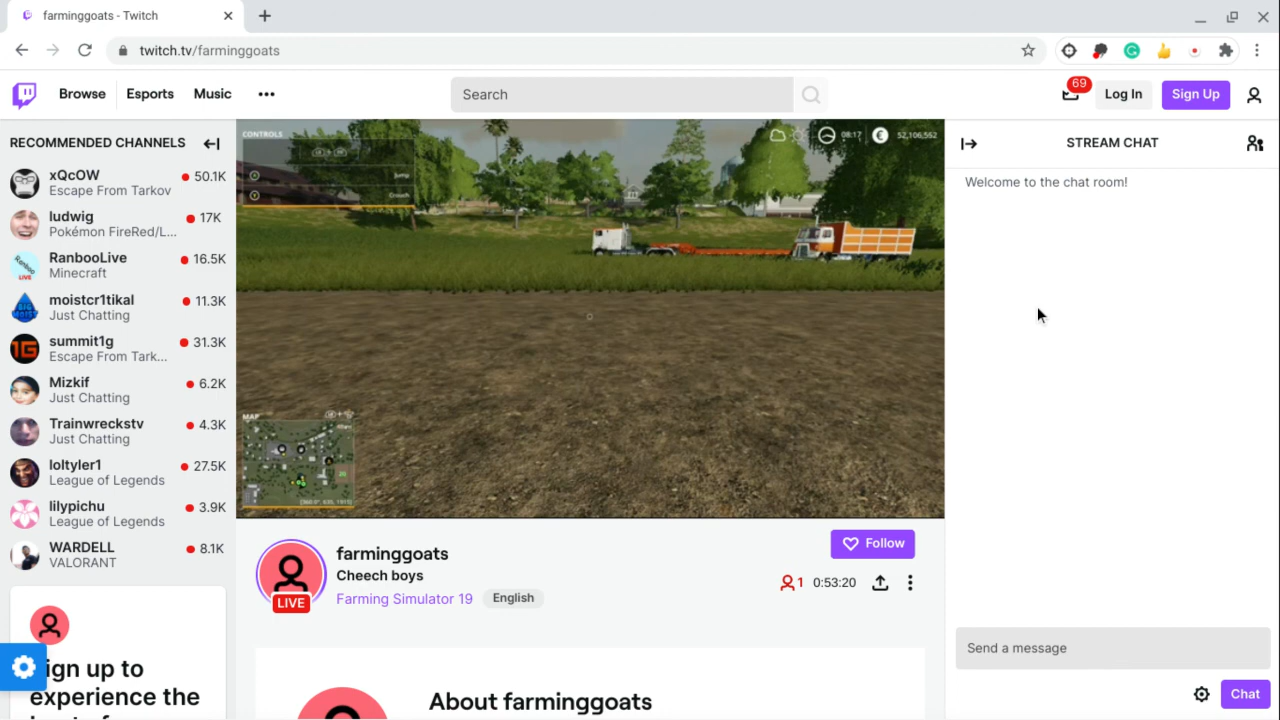 farminggoats - Twitch
twitch.tv/farminggoats
Browse
Esports
Music
Search
69
Log In
Sign Up
RECOMMENDED CHANNELS
xQcOW
50.1K
Escape From Tarkov
ludwig
17K
Pokémon FireRed/L...
RanbooLive
16.5K
Minecraft
moistcr1tikal
11.3K
Just Chatting
summit1g
31.3K
Escape From Tark...
Mizkif
6.2K
Just Chatting
Trainwreckstv
4.3K
Just Chatting
loltyler1
27.5K
League of Legends
lilypichu
3.9K
League of Legends
WARDELL
8.1K
VALORANT
ign up to
experience the
CONTROLS
Jump
Crouch
08:17
52,106,552
MAP
farminggoats
Cheech boys
Farming Simulator 19
English
LIVE
Follow
1
0:53:20
About farminggoats
STREAM CHAT
Welcome to the chat room!
Send a message
Chat